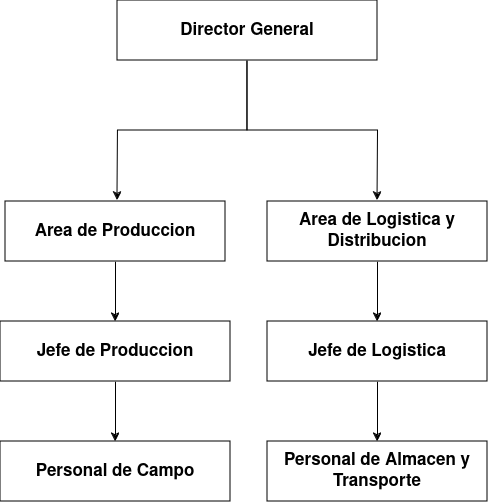 Director General
Area de Produccion
Area de Logistica y
Distribucion
Jefe de Produccion
Jefe de Logistica
Personal de Campo
Personal de Almacen y
Transporte